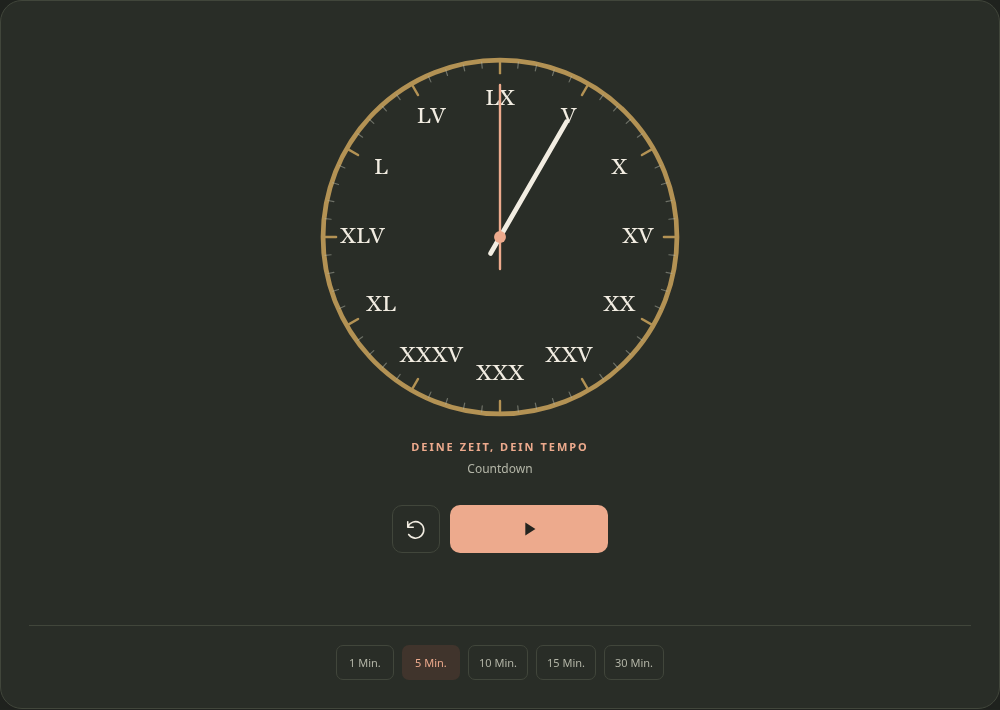 LX
LV
V
L
X
XLV
XV
XL
XX
XXXV
XXV
XXX
DEINE ZEIT, DEIN TEMPO
Countdown
1 Min.
5 Min.
10 Min.
15 Min.
30 Min.